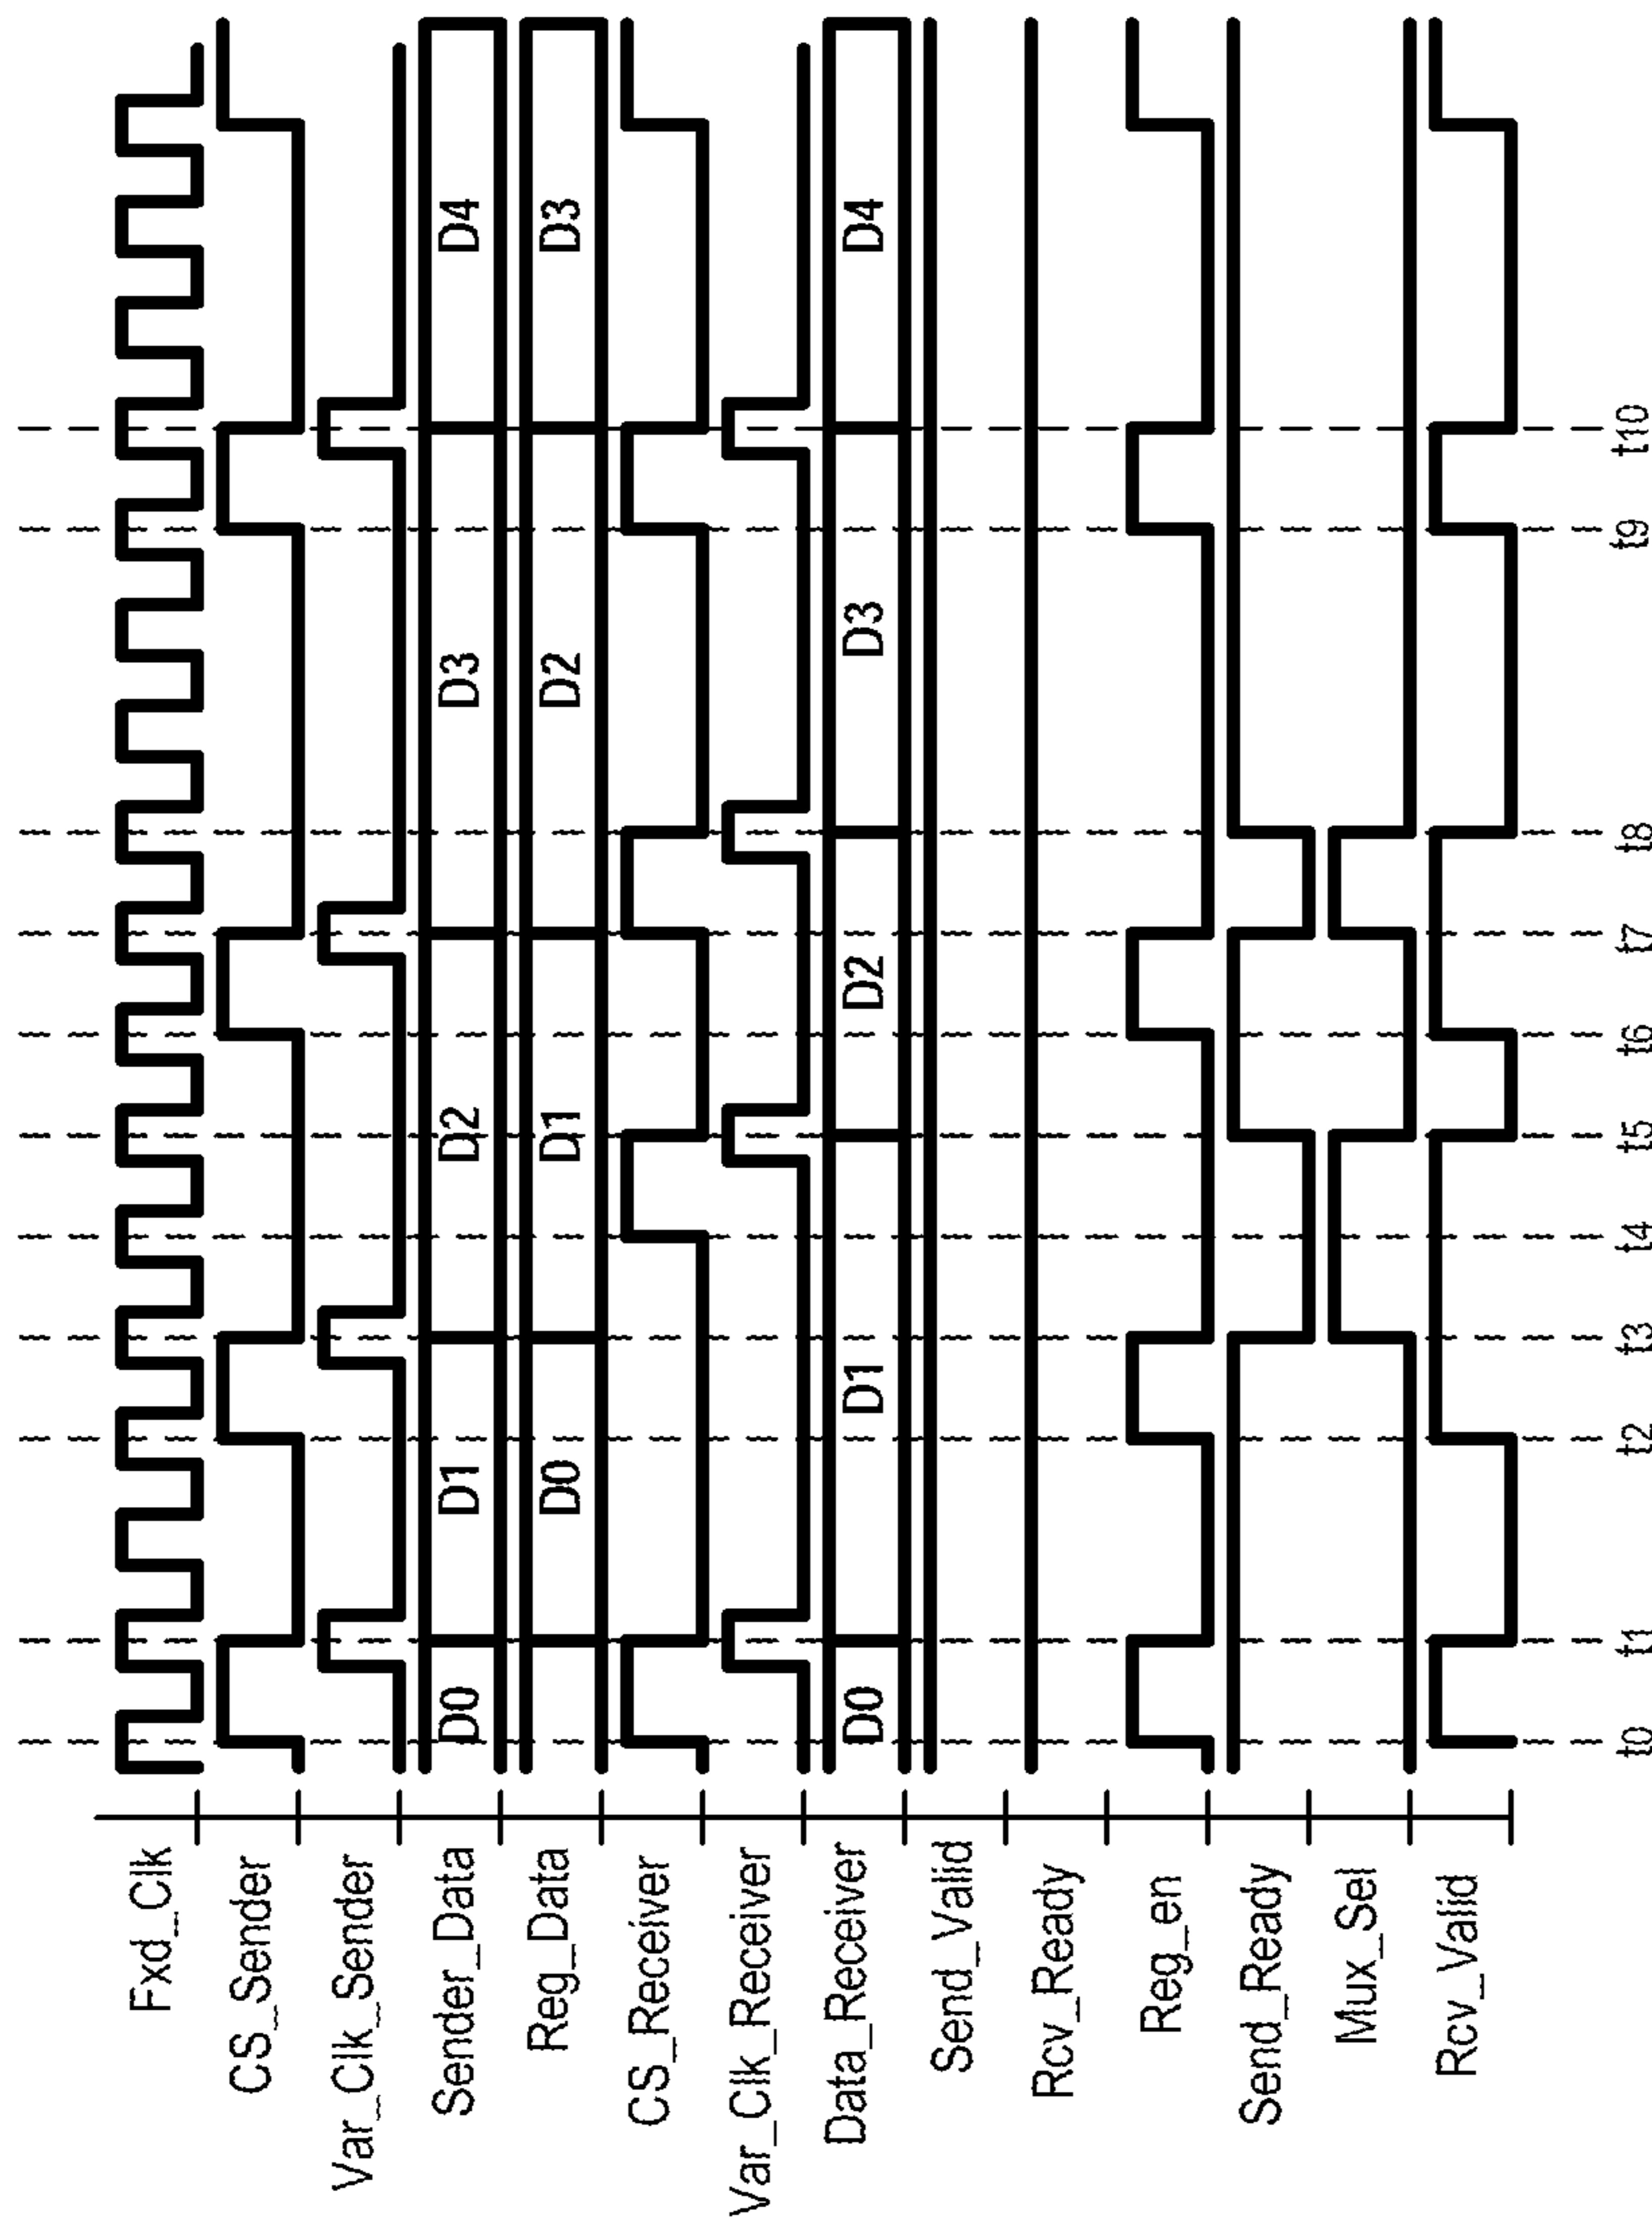 Fxd_Clk
CS_Sender
Var_Clk_Sender
Sender_Data D0 D1 D2 D3 D4
Reg_Data D0 D1 D2 D3
CS_Receiver
Var_Clk_Receiver
Data_Receiver D0 D1 D2 D3 D4
Send_Valid
Rcv_Ready
Reg_en
Send_Ready
Mux_Sel
Rcv_Valid
t0 t1 t2 t3 t4 t5 t6 t7 t8 t9 t10